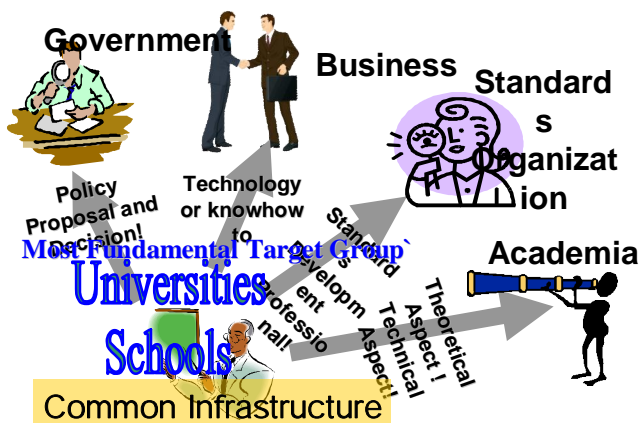 Government
Business
Standard
s
Organizat
ion
Policy
Proposal and
Decision!
Technology
or knowhow
to
Standard
s
Developm
ent
Professio
nal!
Academia
Theoretical
Aspect !
Technical
Aspect!
Most Fundamental Target Group`
Universities
Schools
Common Infrastructure